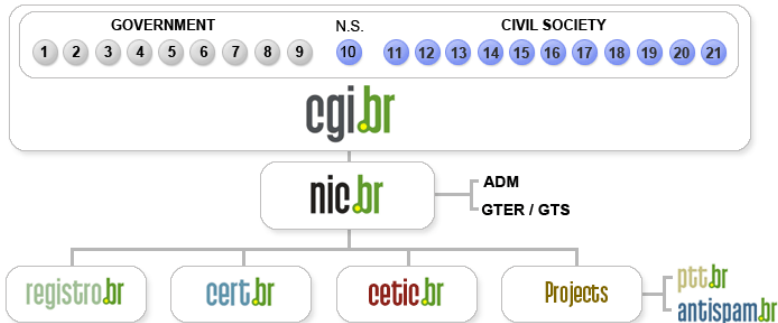 GOVERNMENT N.S. CIVIL SOCIETY
1 2 3 4 5 6 7 8 9 10 11 12 13 14 15 16 17 18 19 20 21
cgi.br
nic.br
ADM
GTER / GTS
registro.br cert.br cetic.br Projects
ptt.br
antispam.br